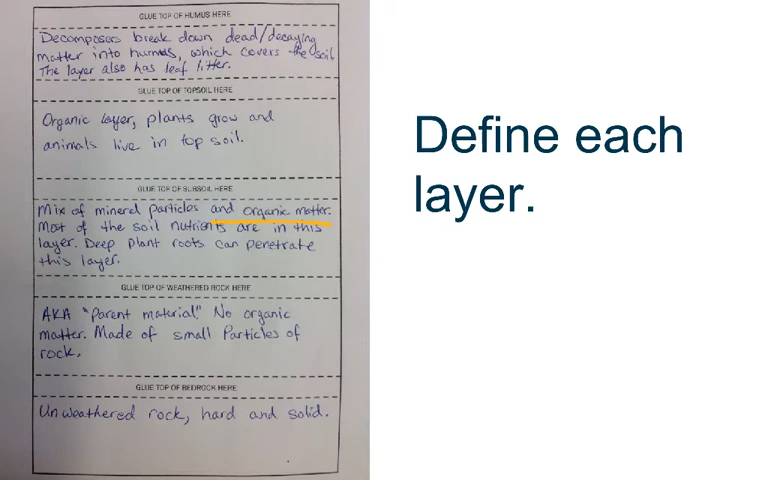 GLUE TOP OF HUMUS HERE
Decomposers break down dead/decaying
matter into humus, which covers the soil
The layer also has leaf litter.
GLUE TOP OF TOPSOIL HERE
Organic layer, plants grow and
animals live in top soil.
GLUE TOP OF SUBSOIL HERE
Mix of mineral particles and organic matter.
Most of the soil nutrients are in this
layer. Deep plant roots can penetrate
this layer.
GLUE TOP OF WEATHERED ROCK HERE
AKA "Parent material." No organic
matter. Made of small Particles of
rock.
GLUE TOP OF BEDROCK HERE
Unweathered rock, hard and solid.
Define each
layer.